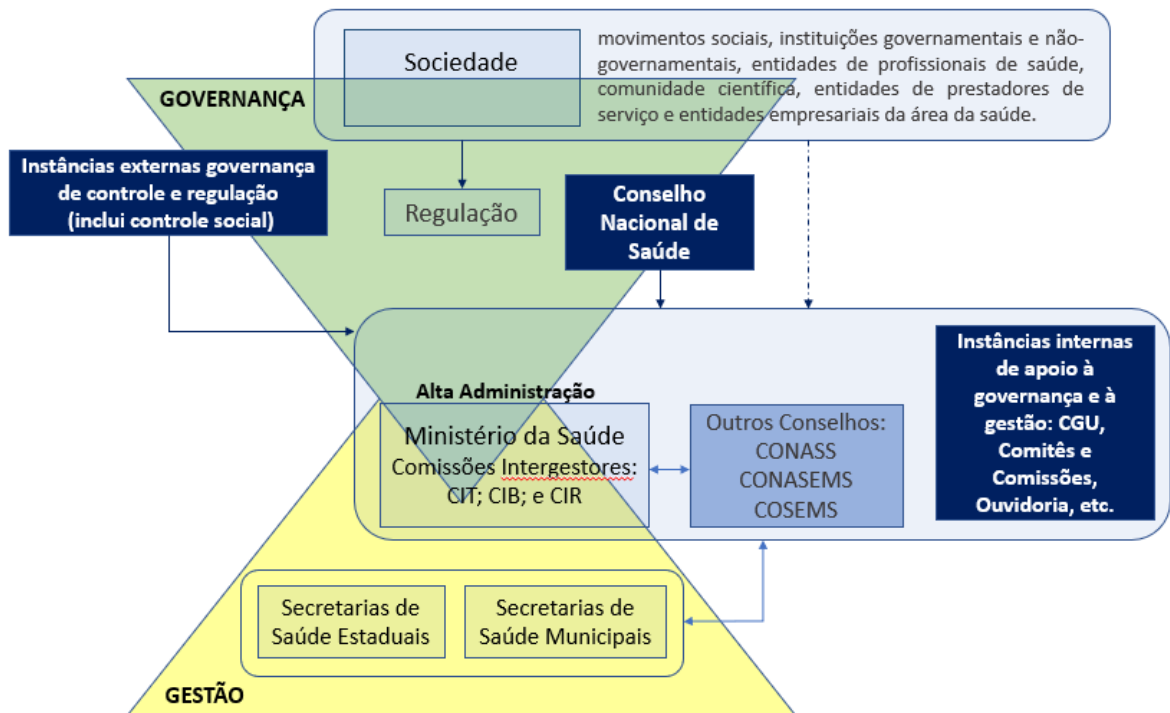 Sociedade
movimentos sociais, instituições governamentais e não-
governamentais, entidades de profissionais de saúde,
comunidade científica, entidades de prestadores de
serviço e entidades empresariais da área da saúde.
GOVERNANÇA
Instâncias externas governança
de controle e regulação
(inclui controle social)
Regulação
Conselho
Nacional de
Saúde
Alta Administração
Ministério da Saúde
Comissões Intergestores:
CIT; CIB; e CIR
Outros Conselhos:
CONASS
CONASEMS
COSEMS
Instâncias internas
de apoio à
governança e à
gestão: CGU,
Comitês e
Comissões,
Ouvidoria, etc.
Secretarias de
Saúde Estaduais
Secretarias de
Saúde Municipais
GESTÃO